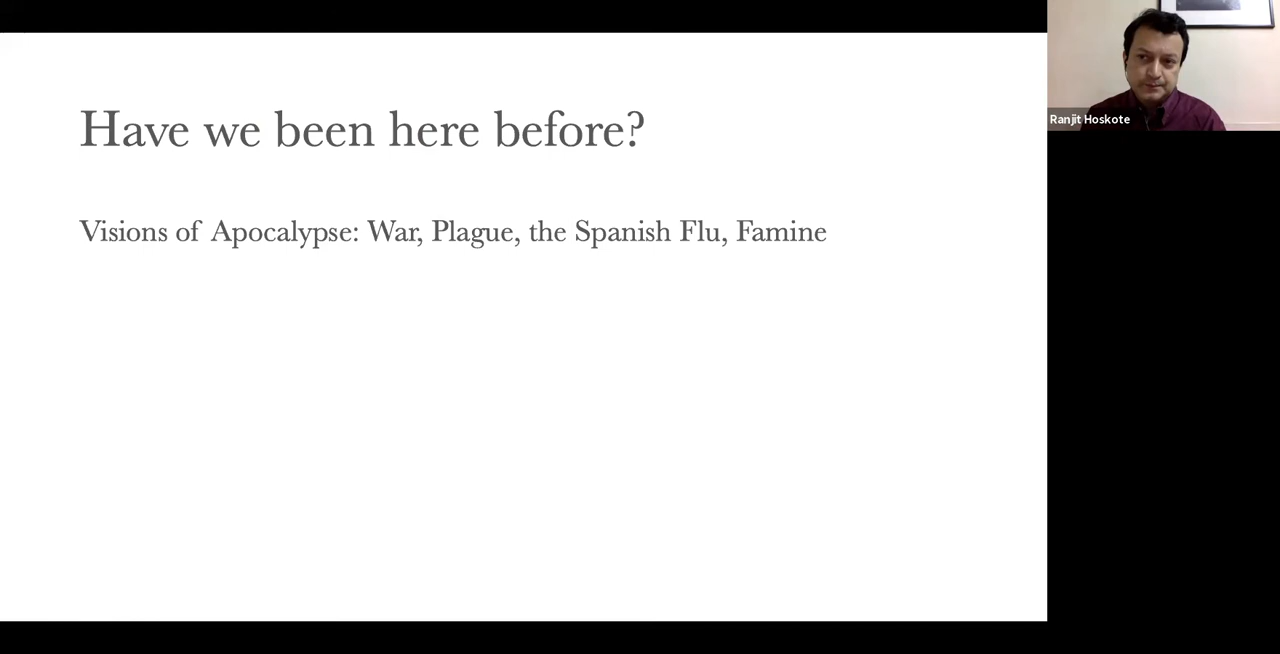 Have we been here before?
Visions of Apocalypse: War, Plague, the Spanish Flu, Famine
Ranjit Hoskote